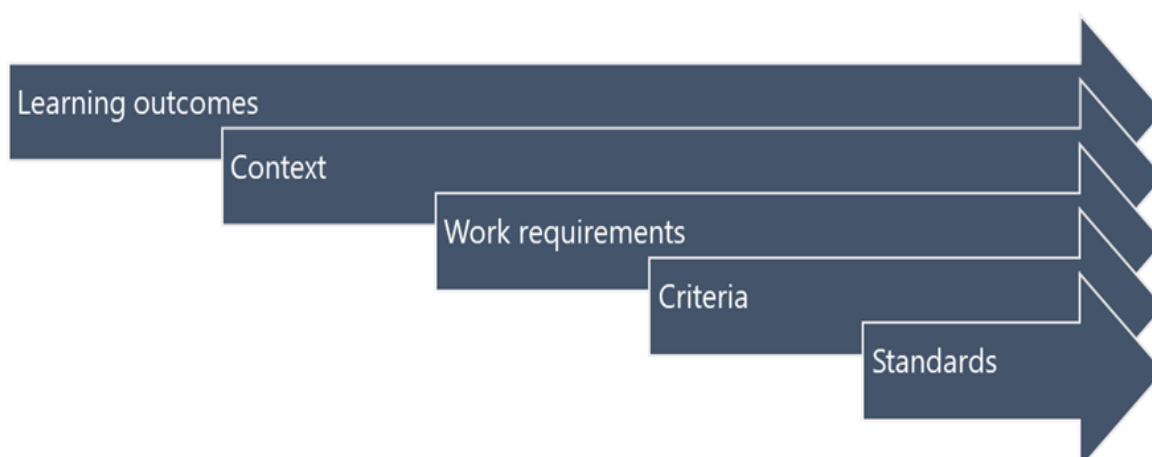 Learning outcomes
Context
Work requirements
Criteria
Standards